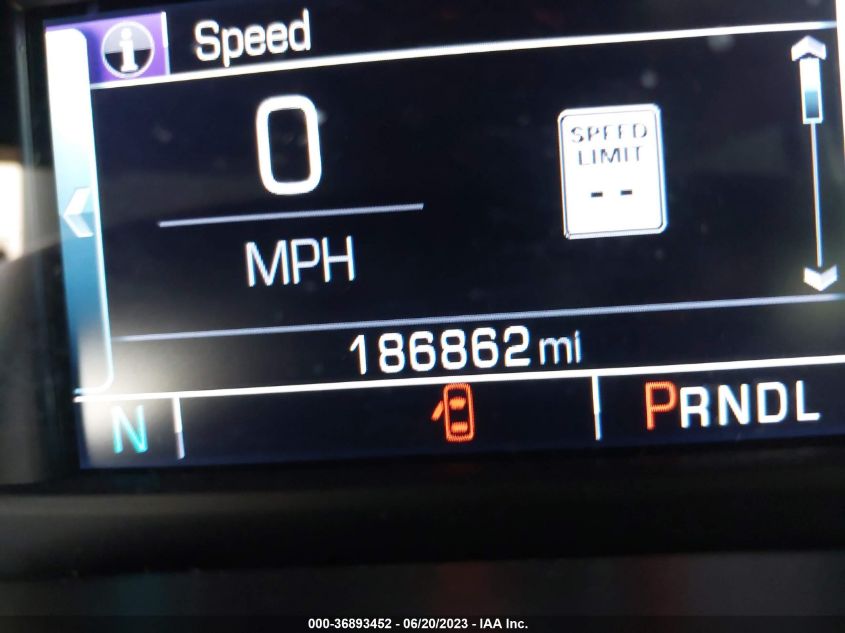 Speed
0
MPH
SPEED
LIMIT
--
186862 mi
N
PRNDL
000-36893452 - 06/20/2023 - IAA Inc.